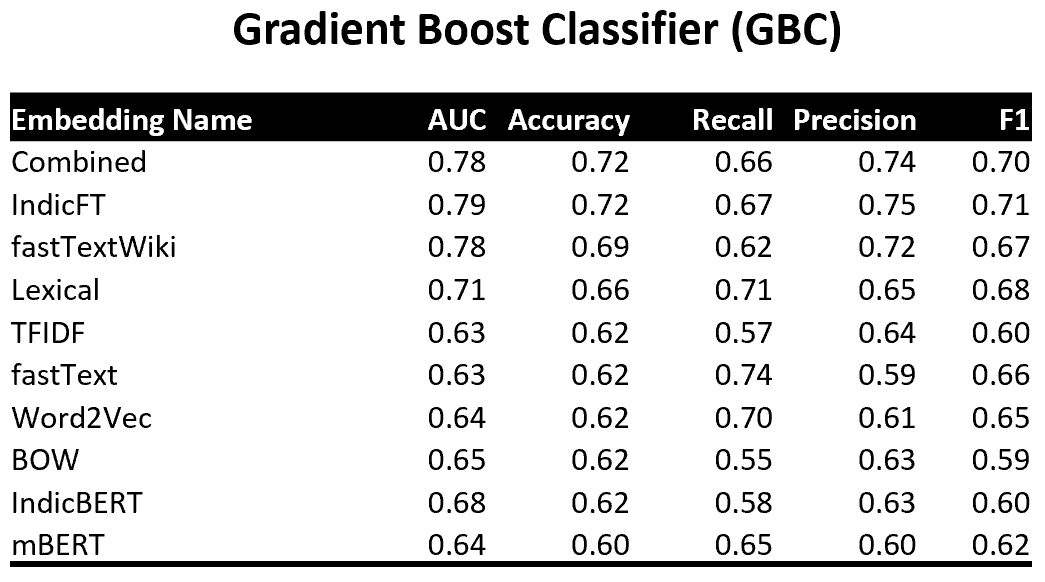 Gradient Boost Classifier (GBC)
Embedding Name AUC Accuracy Recall Precision F1
Combined 0.78 0.72 0.66 0.74 0.70
IndicFT 0.79 0.72 0.67 0.75 0.71
fastTextWiki 0.78 0.69 0.62 0.72 0.67
Lexical 0.71 0.66 0.71 0.65 0.68
TFIDF 0.63 0.62 0.57 0.64 0.60
fastText 0.63 0.62 0.74 0.59 0.66
Word2Vec 0.64 0.62 0.70 0.61 0.65
BOW 0.65 0.62 0.55 0.63 0.59
IndicBERT 0.68 0.62 0.58 0.63 0.60
mBERT 0.64 0.60 0.65 0.60 0.62